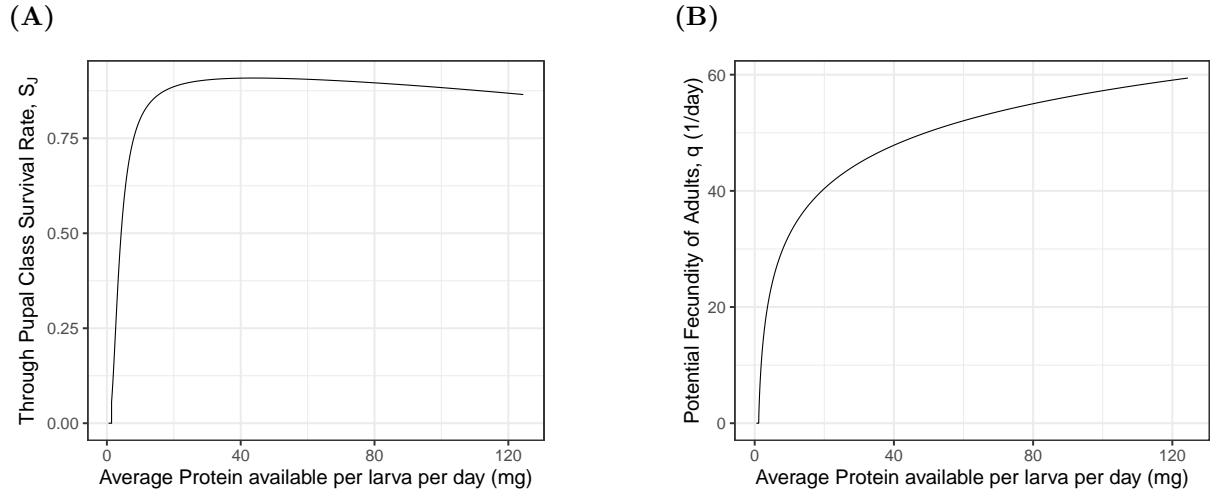 (A)
Through Pupal Class Survival Rate, S_J
0.75
0.50
0.25
0.00
0
40
80
120
Average Protein available per larva per day (mg)
(B)
Potential Fecundity of Adults, q (1/day)
60
40
20
0
0
40
80
120
Average Protein available per larva per day (mg)